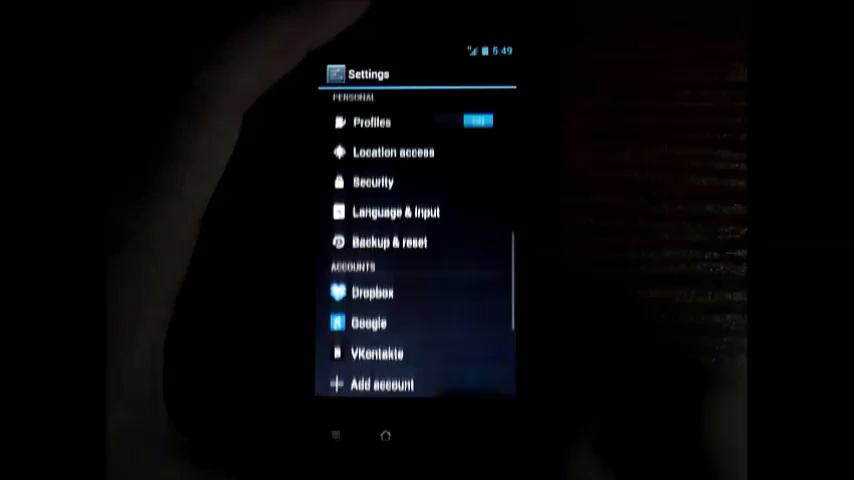 5:49
Settings
PERSONAL
Profiles
Location access
Security
Language & input
Backup & reset
ACCOUNTS
Dropbox
Google
VKontakte
Add account